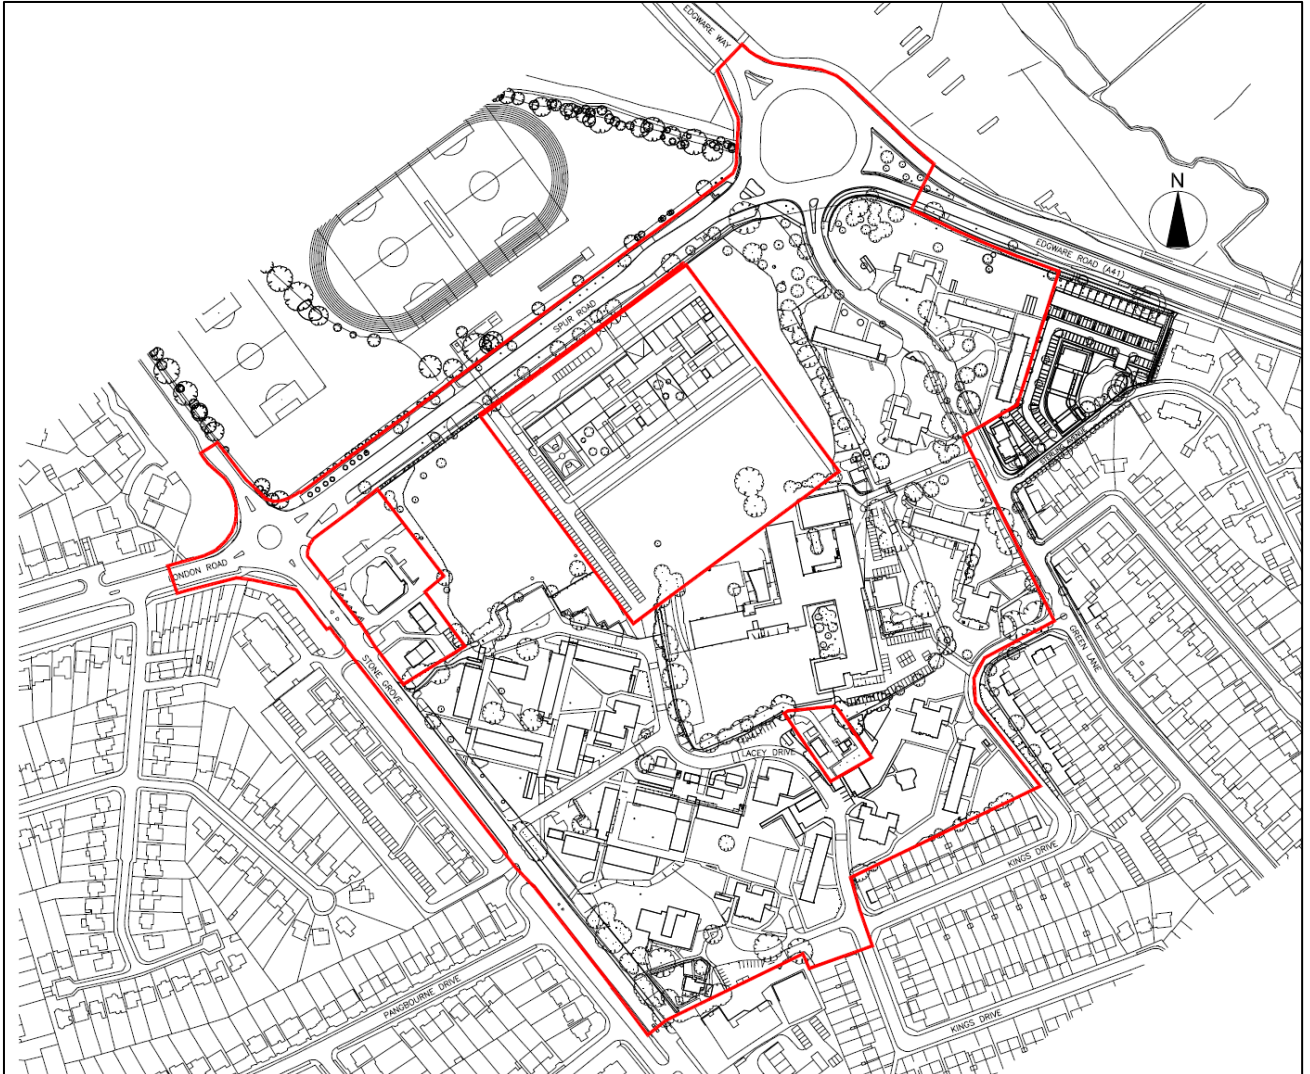 EDGWARE WAY
N
EDGWARE ROAD (A41)
SPUR ROAD
LONDON ROAD
STONE GROVE
GREEN LANE
LACEY DRIVE
KINGS DRIVE
PANGBOURNE DRIVE
KINGS DRIVE